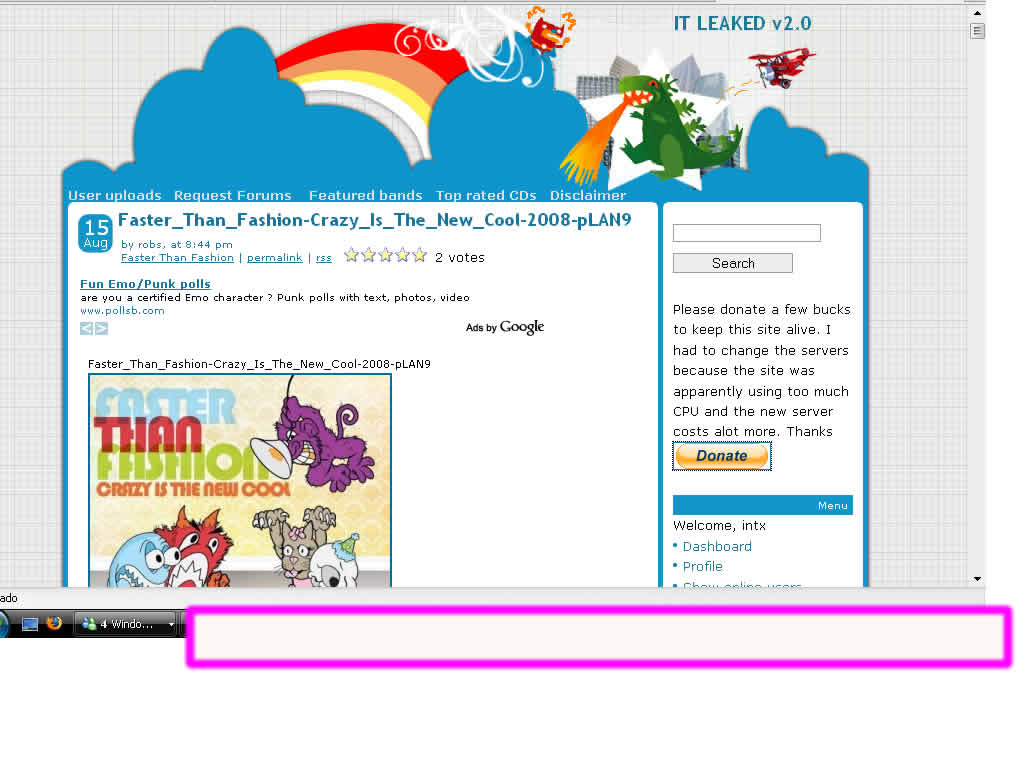 IT LEAKED v2.0
User uploads Request Forums Featured bands Top rated CDs Disclaimer
15
Aug
Faster_Than_Fashion-Crazy_Is_The_New_Cool-2008-pLAN9
by robs, at 8:44 pm
Faster Than Fashion | permalink | rss
2 votes
Fun Emo/Punk polls
are you a certified Emo character ? Punk polls with text, photos, video
www.pollsb.com
< >
Ads by Google
Faster_Than_Fashion-Crazy_Is_The_New_Cool-2008-pLAN9
FASTER
THAN
FASHION
CRAZY IS THE NEW COOL
Search
Please donate a few bucks
to keep this site alive. I
had to change the servers
because the site was
apparently using too much
CPU and the new server
costs alot more. Thanks
Donate
Menu
Welcome, intx
• Dashboard
• Profile
• Show online users
ado
4 Windo...